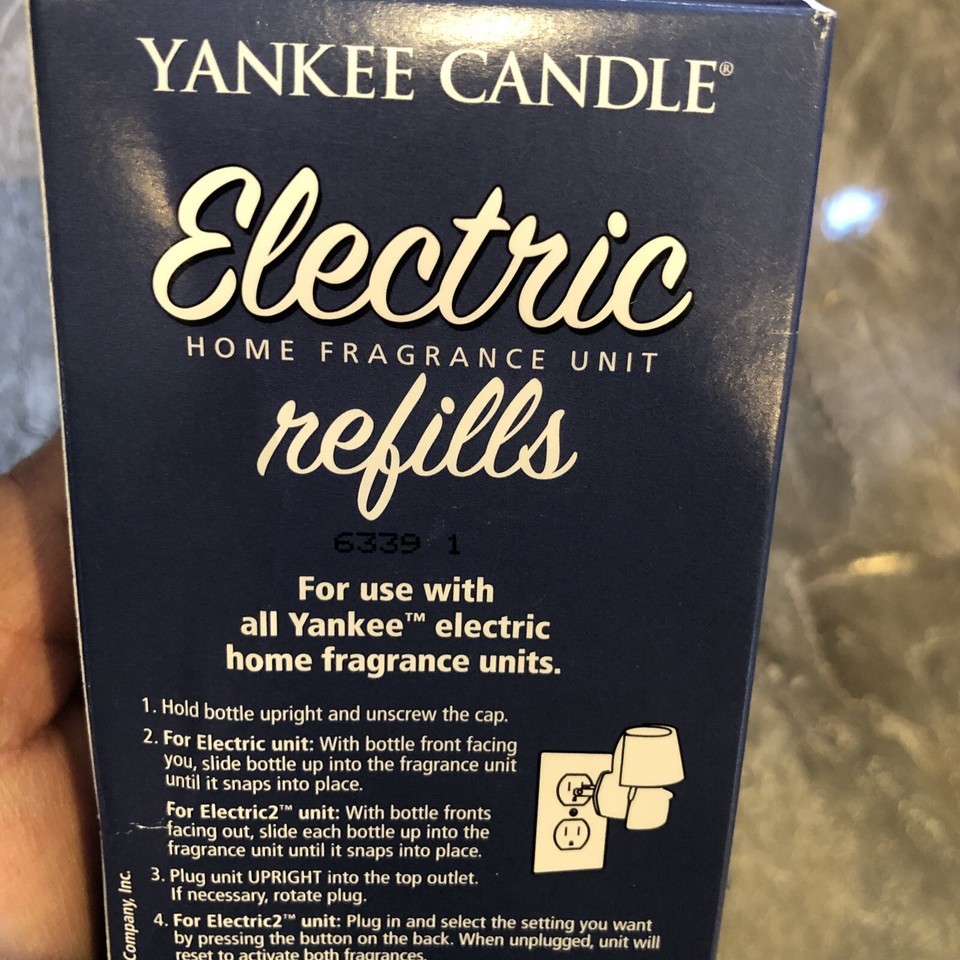 YANKEE CANDLE®
Electric
HOME FRAGRANCE UNIT
refills
6339 1
For use with
all Yankee™ electric
home fragrance units.
1. Hold bottle upright and unscrew the cap.
2. For Electric unit: With bottle front facing
you, slide bottle up into the fragrance unit
until it snaps into place.
For Electric2™ unit: With bottle fronts
facing out, slide each bottle up into the
fragrance unit until it snaps into place.
3. Plug unit UPRIGHT into the top outlet.
If necessary, rotate plug.
4. For Electric2™ unit: Plug in and select the setting you want
by pressing the button on the back. When unplugged, unit will
reset to activate both fragrances.
Company, Inc.